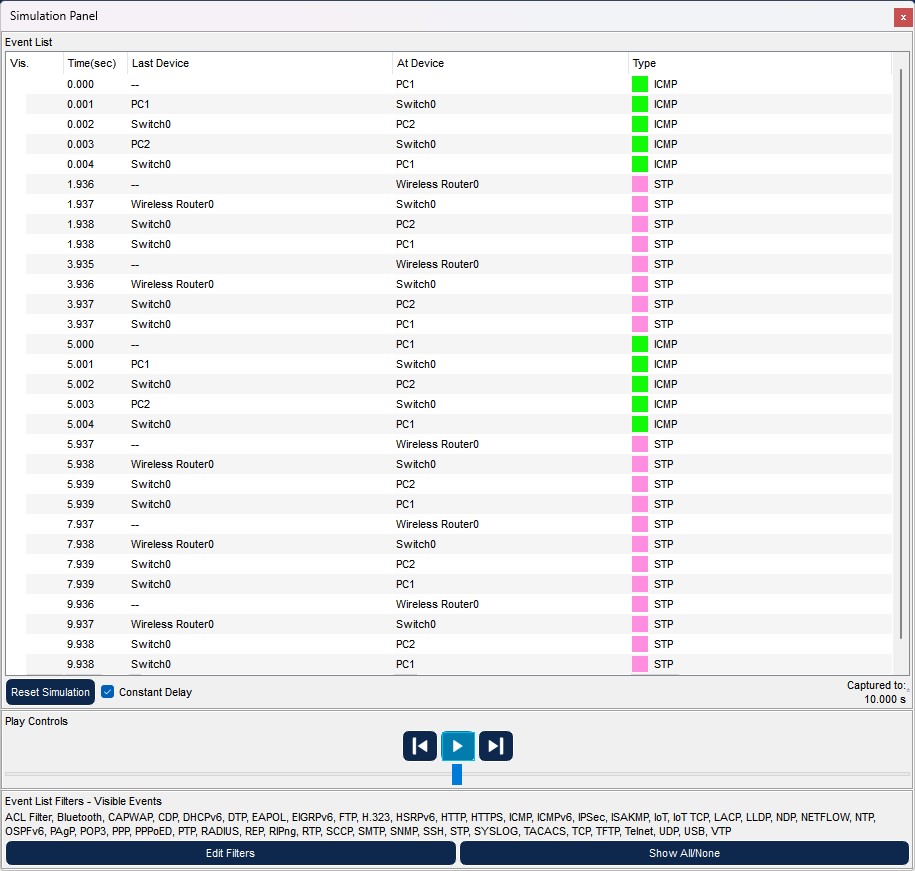 Simulation Panel
x
Event List
Vis. Time(sec) Last Device At Device Type
0.000 -- PC1 ICMP
0.001 PC1 Switch0 ICMP
0.002 Switch0 PC2 ICMP
0.003 PC2 Switch0 ICMP
0.004 Switch0 PC1 ICMP
1.936 -- Wireless Router0 STP
1.937 Wireless Router0 Switch0 STP
1.938 Switch0 PC2 STP
1.938 Switch0 PC1 STP
3.935 -- Wireless Router0 STP
3.936 Wireless Router0 Switch0 STP
3.937 Switch0 PC2 STP
3.937 Switch0 PC1 STP
5.000 -- PC1 ICMP
5.001 PC1 Switch0 ICMP
5.002 Switch0 PC2 ICMP
5.003 PC2 Switch0 ICMP
5.004 Switch0 PC1 ICMP
5.937 -- Wireless Router0 STP
5.938 Wireless Router0 Switch0 STP
5.939 Switch0 PC2 STP
5.939 Switch0 PC1 STP
7.937 -- Wireless Router0 STP
7.938 Wireless Router0 Switch0 STP
7.939 Switch0 PC2 STP
7.939 Switch0 PC1 STP
9.936 -- Wireless Router0 STP
9.937 Wireless Router0 Switch0 STP
9.938 Switch0 PC2 STP
9.938 Switch0 PC1 STP
Reset Simulation Constant Delay Captured to:
10.000 s
Play Controls
Event List Filters - Visible Events
ACL Filter, Bluetooth, CAPWAP, CDP, DHCPv6, DTP, EAPOL, EIGRPv6, FTP, H.323, HSRPv6, HTTP, HTTPS, ICMP, ICMPv6, IPSec, ISAKMP, IoT, IoT TCP, LACP, LLDP, NDP, NETFLOW, NTP,
OSPFv6, PAgP, POP3, PPP, PPPoED, PTP, RADIUS, REP, RIPng, RTP, SCCP, SMTP, SNMP, SSH, STP, SYSLOG, TACACS, TCP, TFTP, Telnet, UDP, USB, VTP
Edit Filters Show All/None